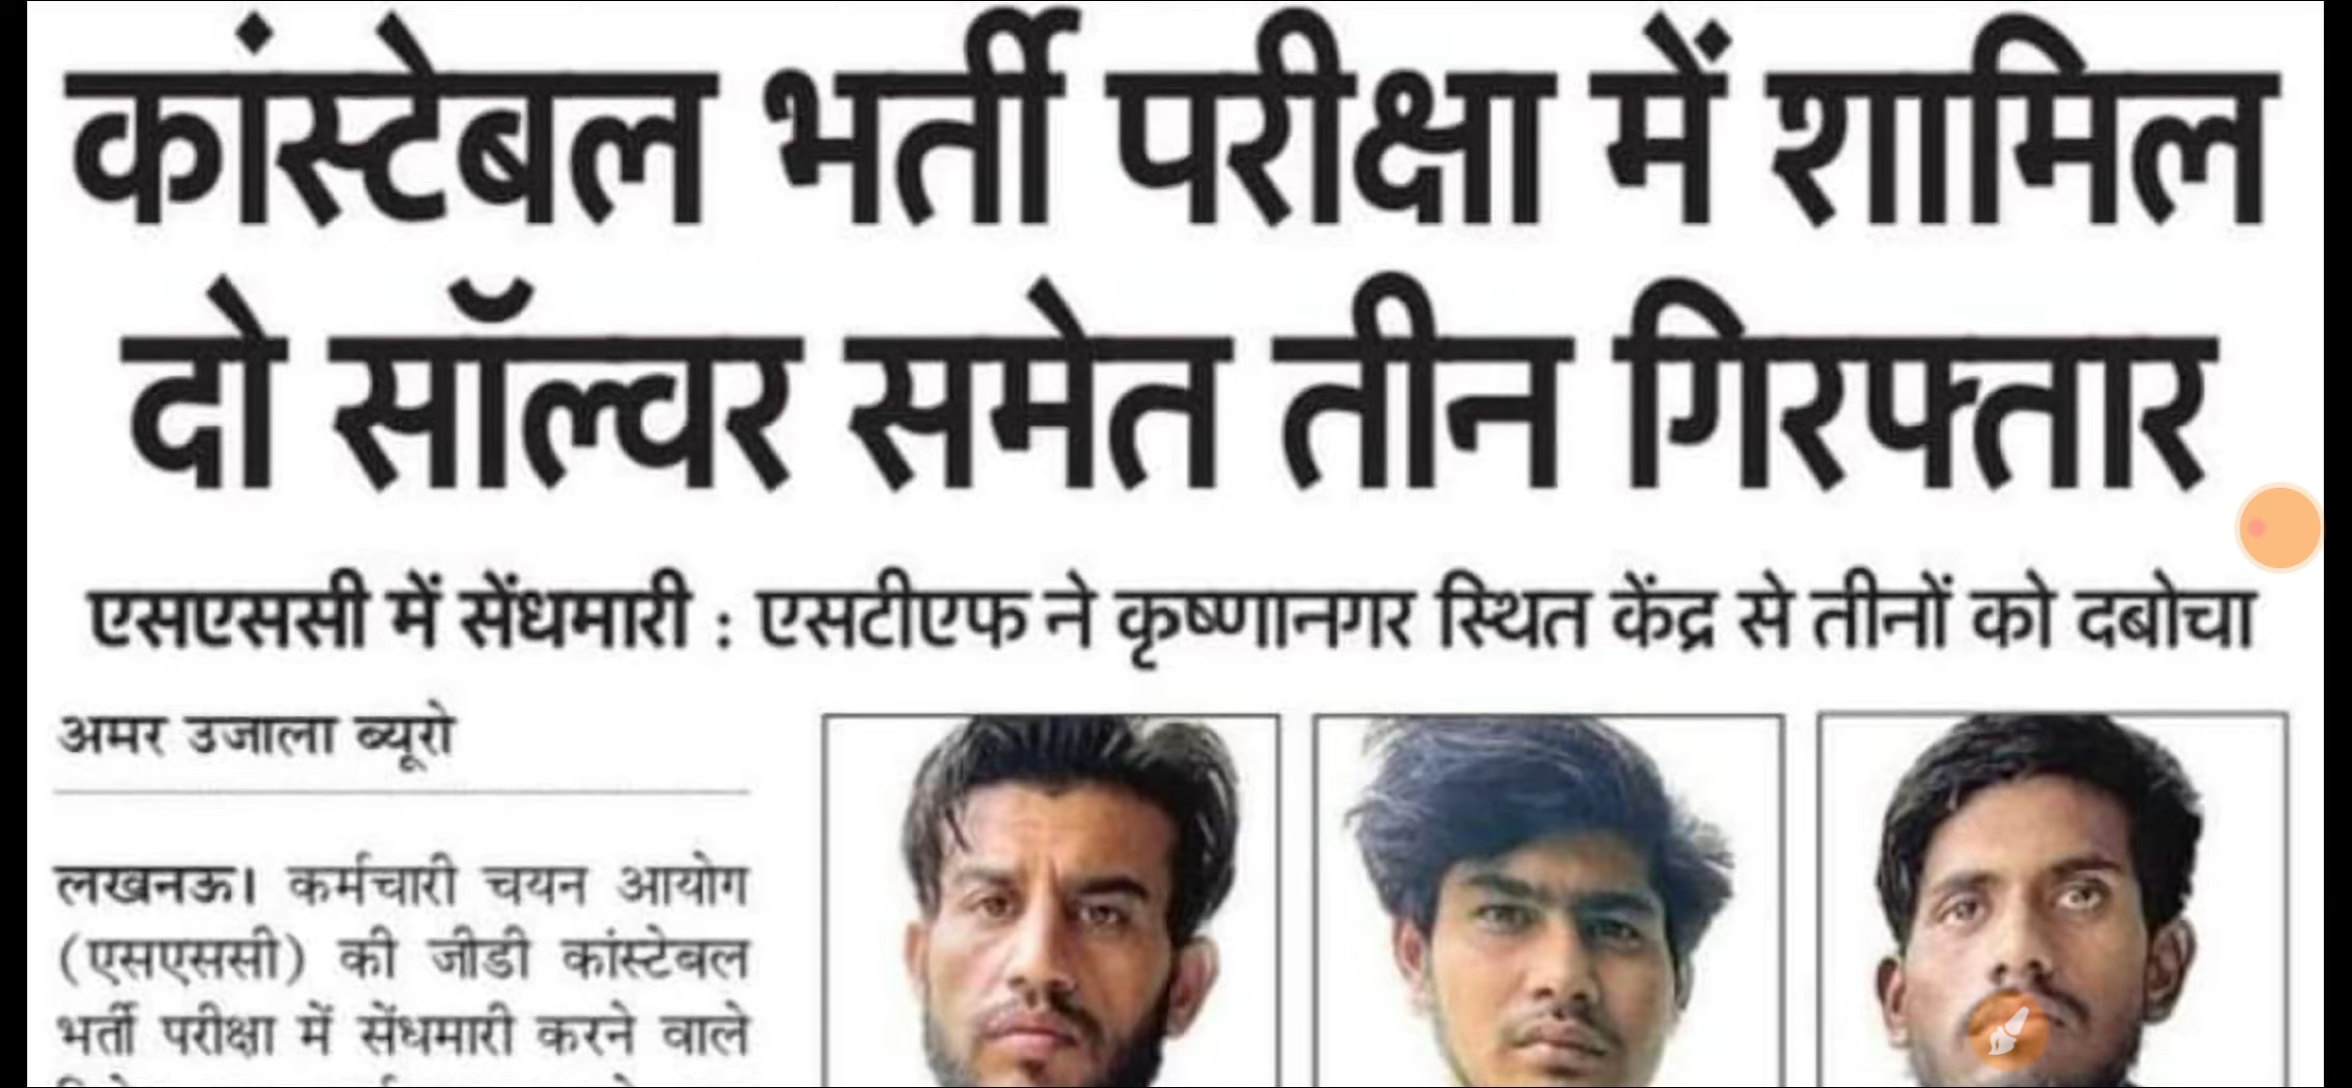 कांस्टेबल भर्ती परीक्षा में शामिल
दो सॉल्वर समेत तीन गिरफ्तार
एसएससी में सेंधमारी : एसटीएफ ने कृष्णानगर स्थित केंद्र से तीनों को दबोचा
अमर उजाला ब्यूरो
लखनऊ। कर्मचारी चयन आयोग
(एसएससी) की जीडी कांस्टेबल
भर्ती परीक्षा में सेंधमारी करने वाले